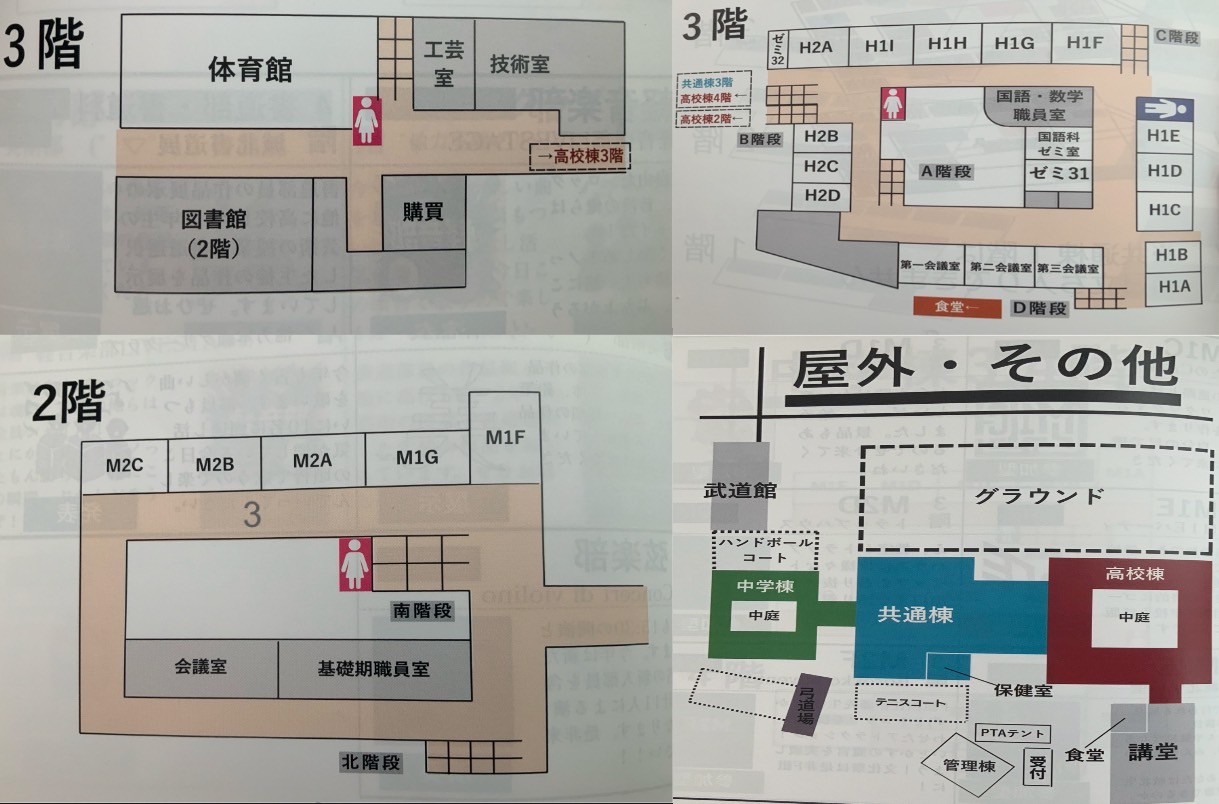 3階
体育館
工芸
室
技術室
→高校棟3階
図書館
(2階)
購買
3階
ゼミ
32
H2A
H1I
H1H
H1G
H1F
C階段
共通棟3階
高校棟4階←
高校棟2階←
B階段
H2B
H2C
H2D
国語・数学
職員室
国語科
ゼミ室
ゼミ31
A階段
H1E
H1D
H1C
H1B
H1A
第一会議室
第二会議室
第三会議室
食堂←
D階段
2階
M2C
M2B
M2A
M1G
M1F
3
南階段
会議室
基礎期職員室
北階段
屋外・その他
武道館
グラウンド
ハンドボール
コート
中学棟
中庭
共通棟
高校棟
中庭
保健室
弓道場
テニスコート
PTAテント
管理棟
受付
食堂
講堂